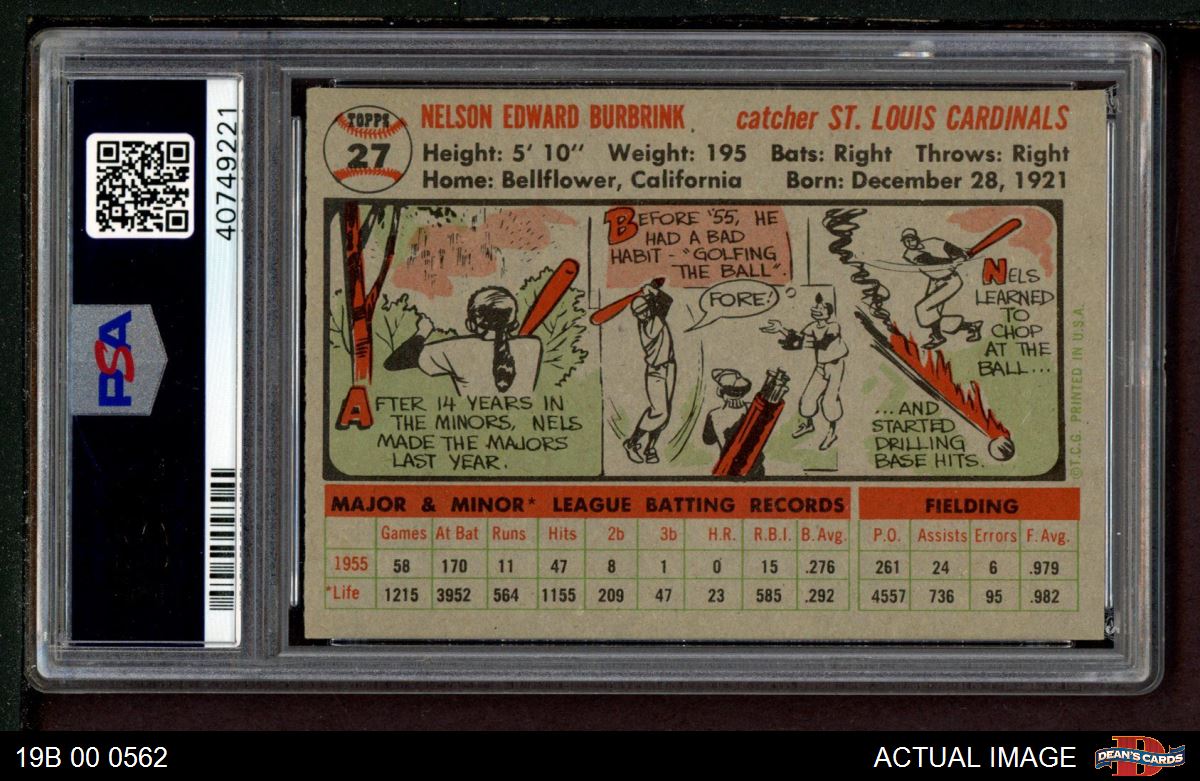 40749221
PSA
TOPPS
27
NELSON EDWARD BURBRINK
catcher ST. LOUIS CARDINALS
Height: 5' 10" Weight: 195 Bats: Right Throws: Right
Home: Bellflower, California Born: December 28, 1921
AFTER 14 YEARS IN
THE MINORS, NELS
MADE THE MAJORS
LAST YEAR.
BEFORE '55, HE
HAD A BAD
HABIT - "GOLFING
THE BALL".
FORE!
NELS
LEARNED
TO
CHOP
AT THE
BALL...
...AND
STARTED
DRILLING
BASE HITS.
©T.C.G. PRINTED IN U.S.A.
MAJOR & MINOR* LEAGUE BATTING RECORDS FIELDING
Games At Bat Runs Hits 2b 3b H.R. R.B.I. B.Avg. P.O. Assists Errors F.Avg.
1955 58 170 11 47 8 1 0 15 .276 261 24 6 .979
*Life 1215 3952 564 1155 209 47 23 585 .292 4557 736 95 .982
19B 00 0562
ACTUAL IMAGE
D
DEAN'S CARDS